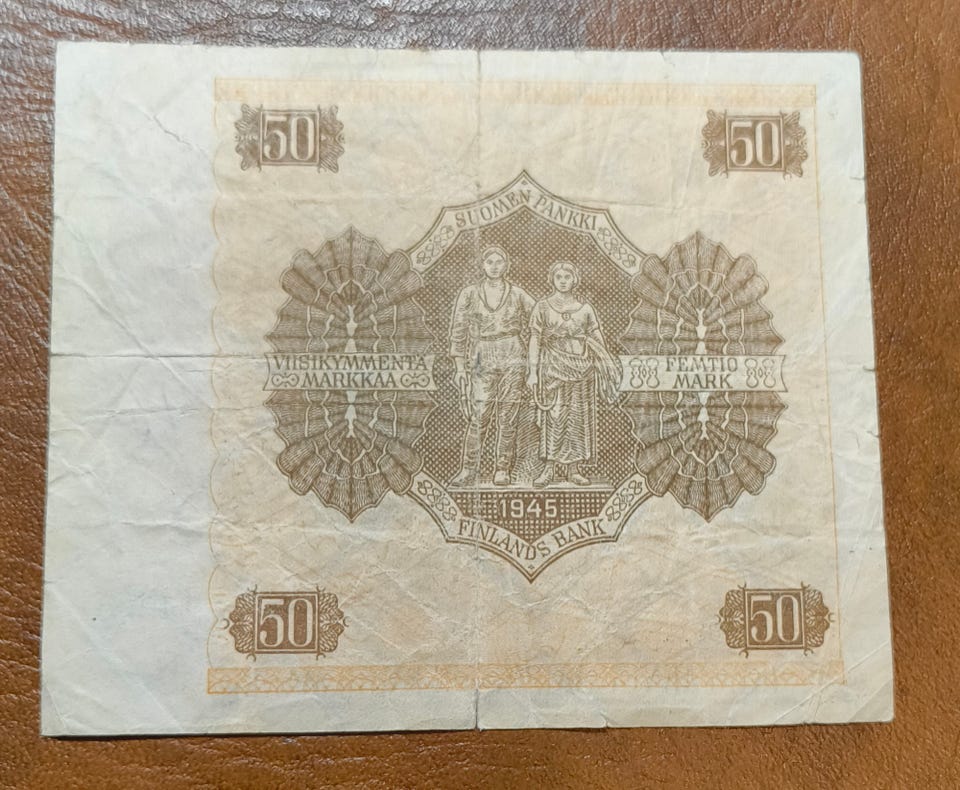 50
50
SUOMEN PANKKI
VIISIKYMMENTÄ
MARKKAA
FEMTIO
MARK
1945
FINLANDS BANK
50
50